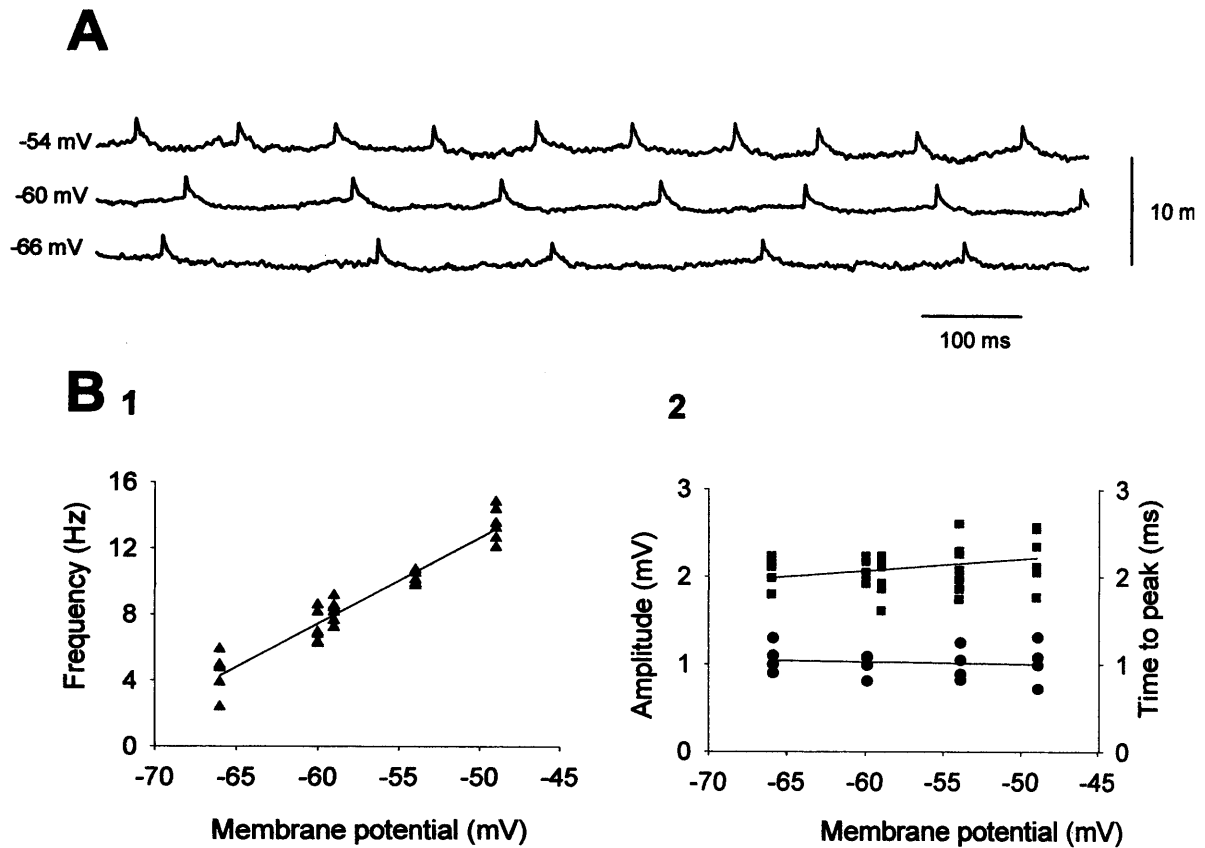 A
-54 mV
-60 mV
-66 mV
10 m
100 ms
B 1
2
Frequency (Hz)
16
12
8
4
0
-70 -65 -60 -55 -50 -45
Membrane potential (mV)
Amplitude (mV)
3
2
1
0
-70 -65 -60 -55 -50 -45
Membrane potential (mV)
3
2
1
0
Time to peak (ms)